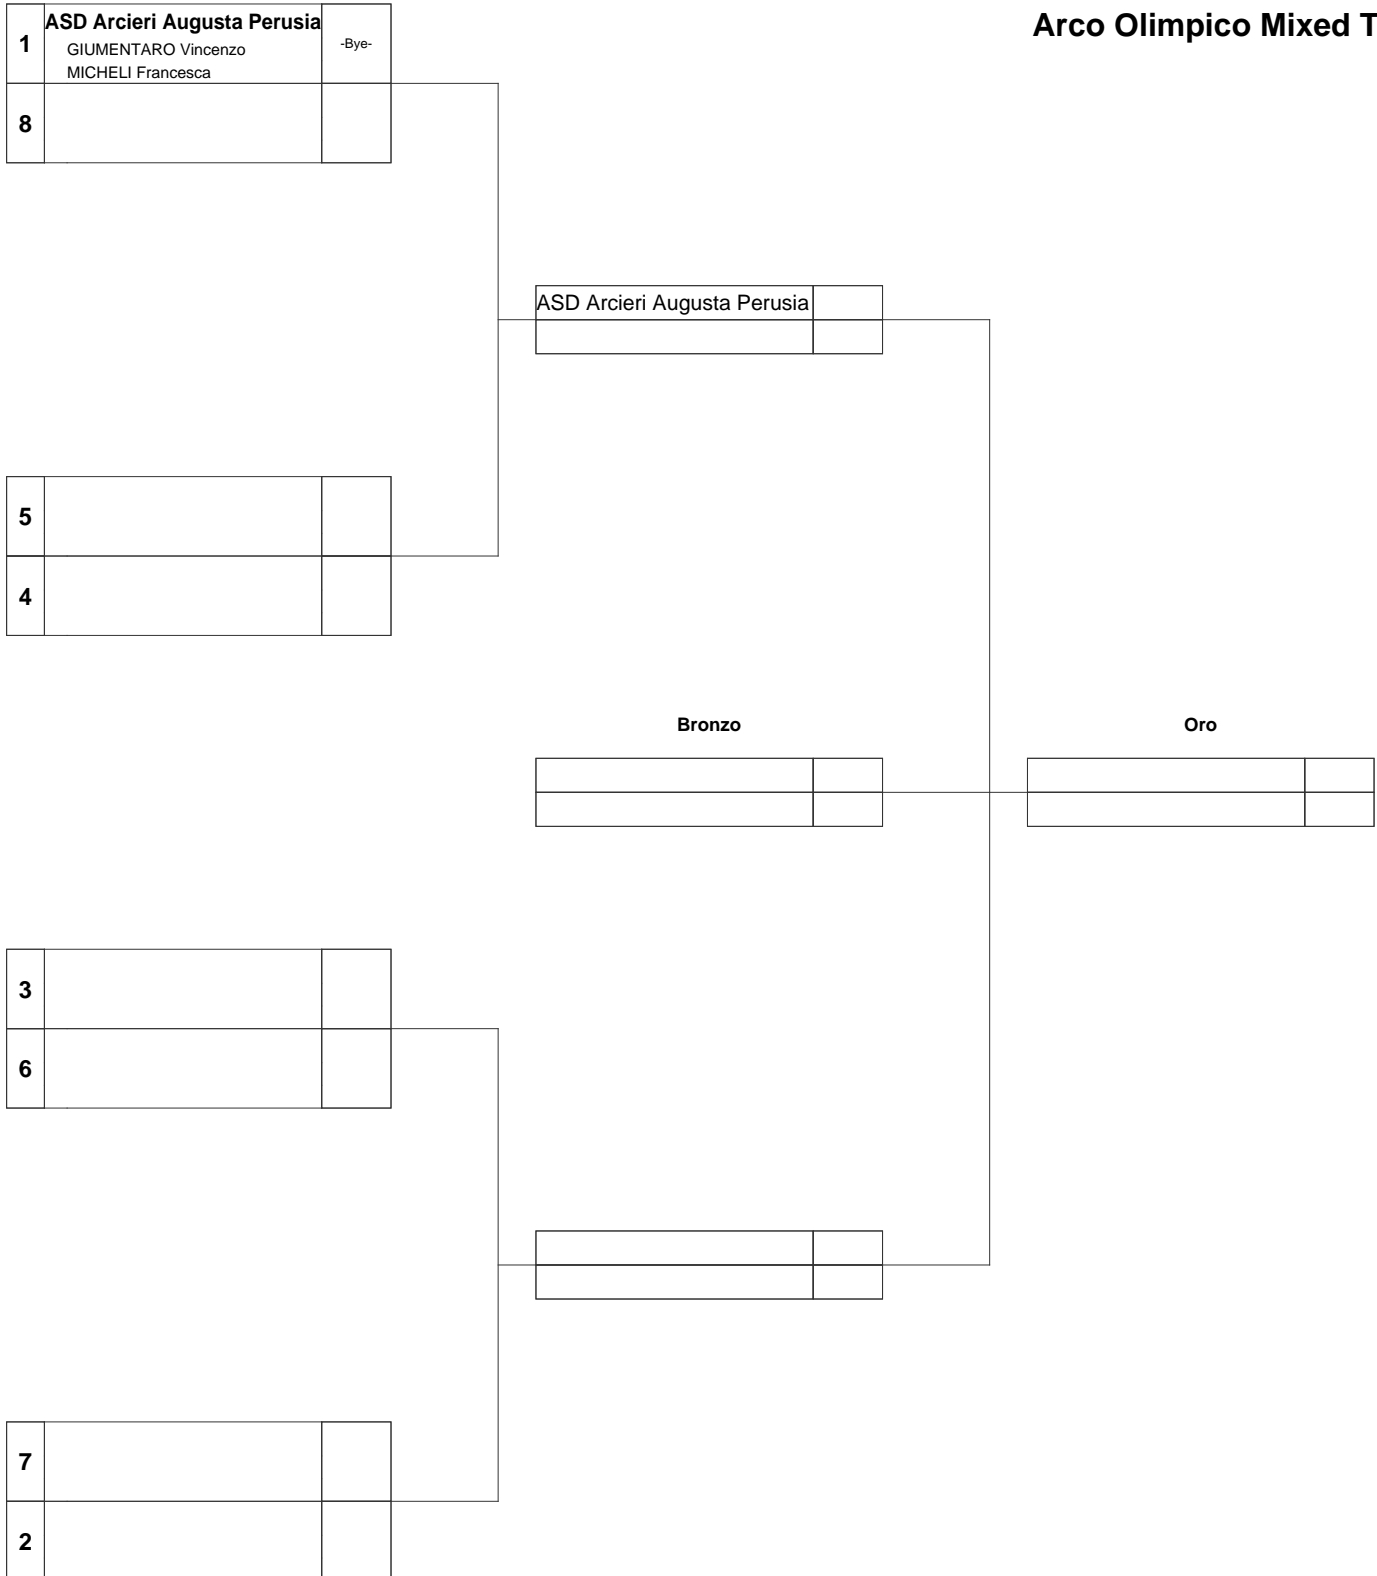 Arco Olimpico Mixed T
1
ASD Arcieri Augusta Perusia
GIUMENTARO Vincenzo
MICHELI Francesca
-Bye-
8
ASD Arcieri Augusta Perusia
5
4
Bronzo
Oro
3
6
7
2